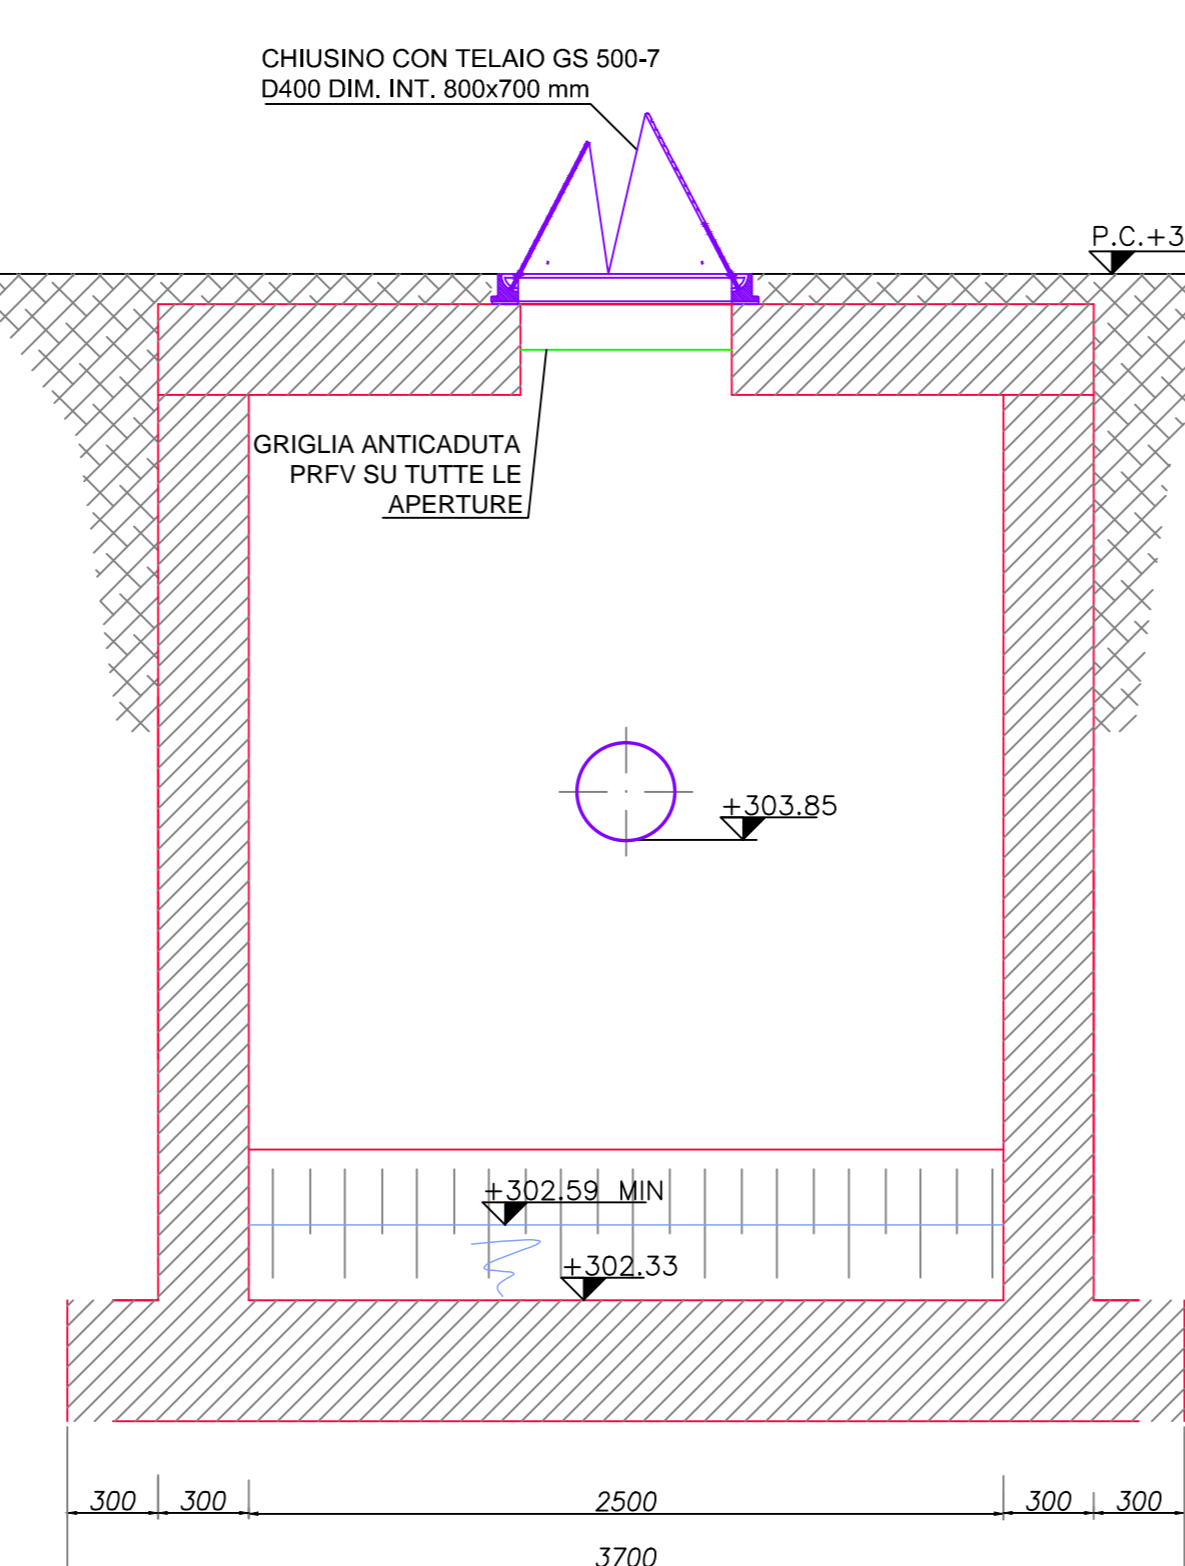 CHIUSINO CON TELAIO GS 500-7
D400 DIM. INT. 800x700 mm
P.C.+3
GRIGLIA ANTICADUTA
PRFV SU TUTTE LE
APERTURE
+303.85
+302.59 MIN
+302.33
300 300 2500 300 300
3700